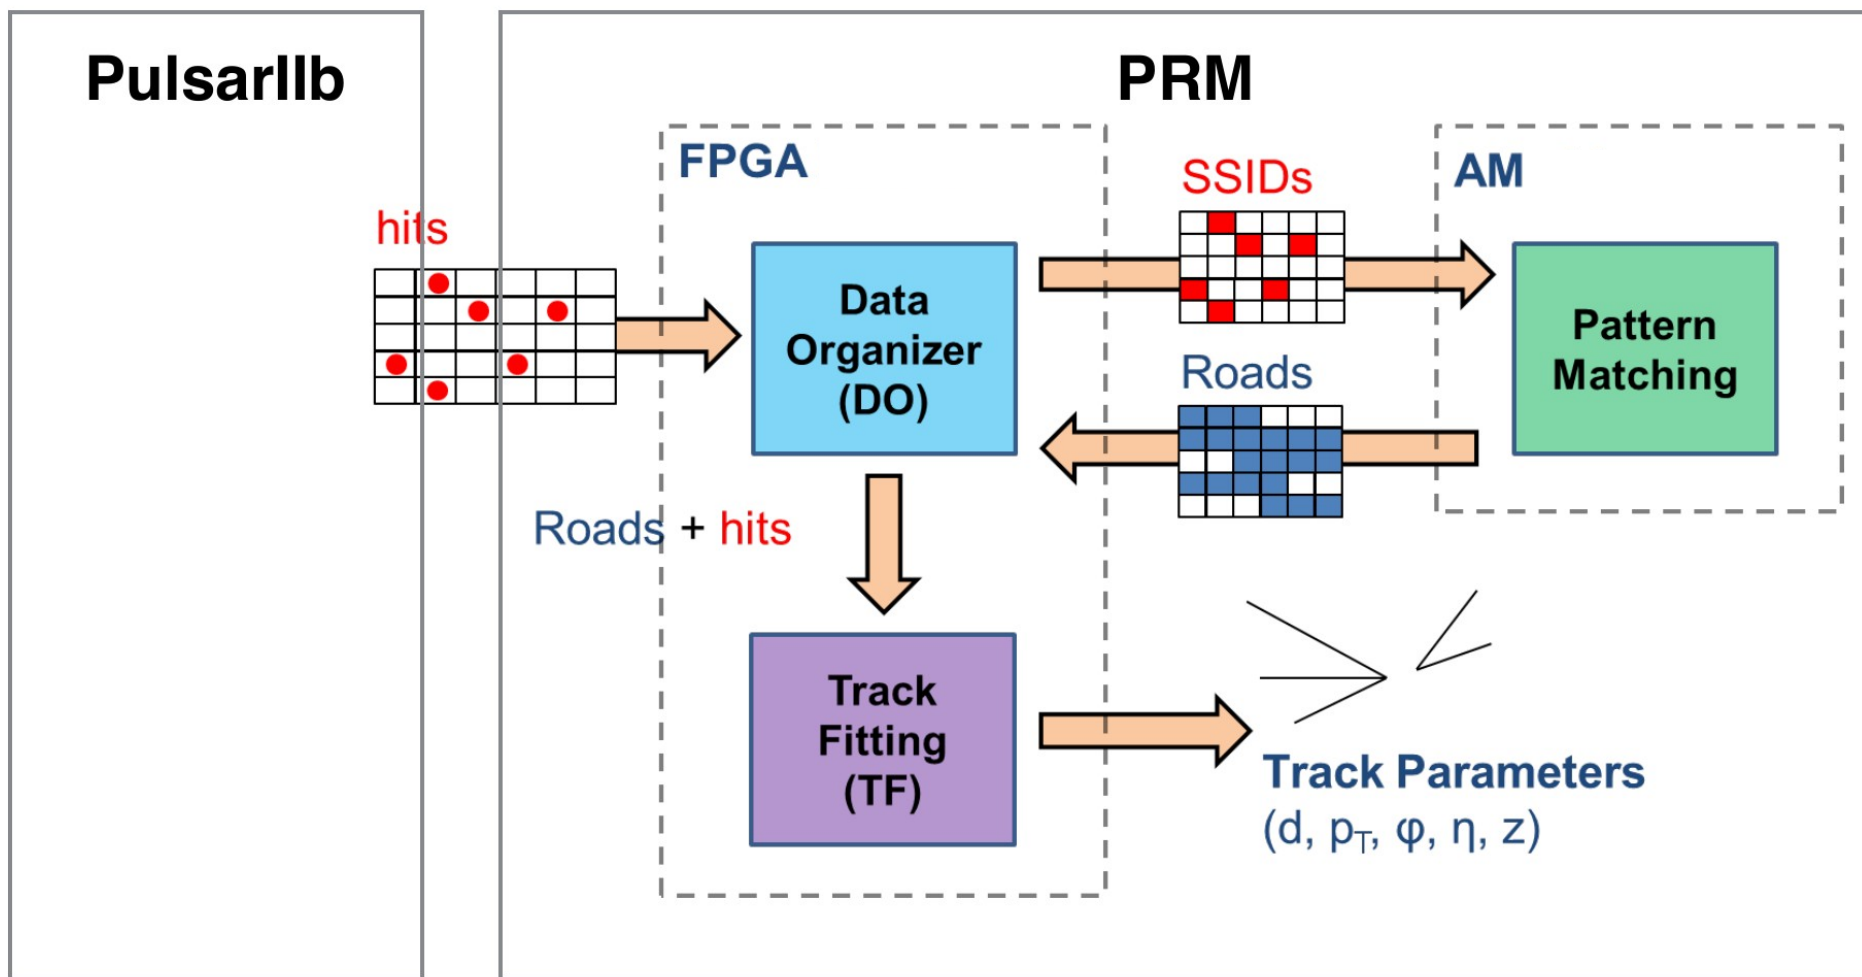 PulsarIIb
PRM
FPGA
AM
hits
SSIDs
Data
Organizer
(DO)
Pattern
Matching
Roads
Roads + hits
Track
Fitting
(TF)
Track Parameters
(d, pT, φ, η, z)